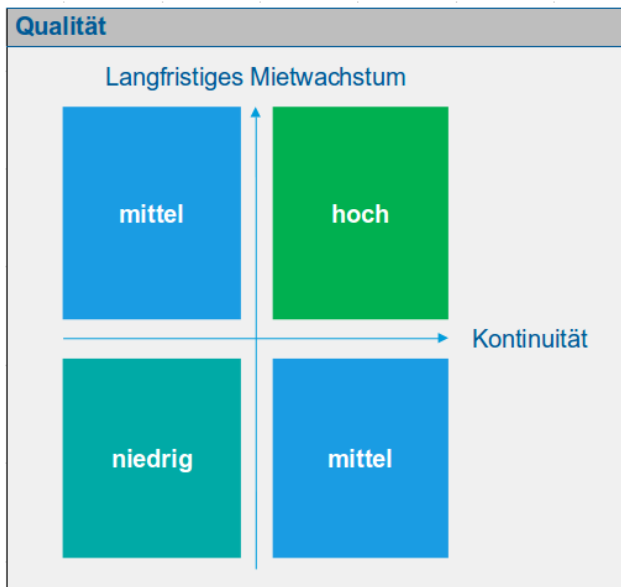 Qualität
Langfristiges Mietwachstum
mittel
hoch
Kontinuität
niedrig
mittel